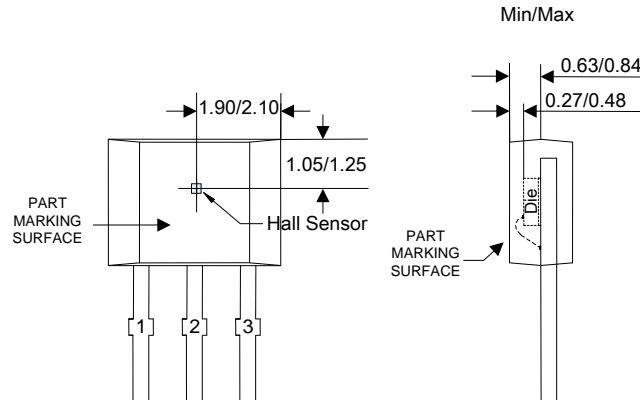 Min/Max
0.63/0.84
0.27/0.48
1.90/2.10
1.05/1.25
PART
MARKING
SURFACE
Hall Sensor
Die
PART
MARKING
SURFACE
1
2
3